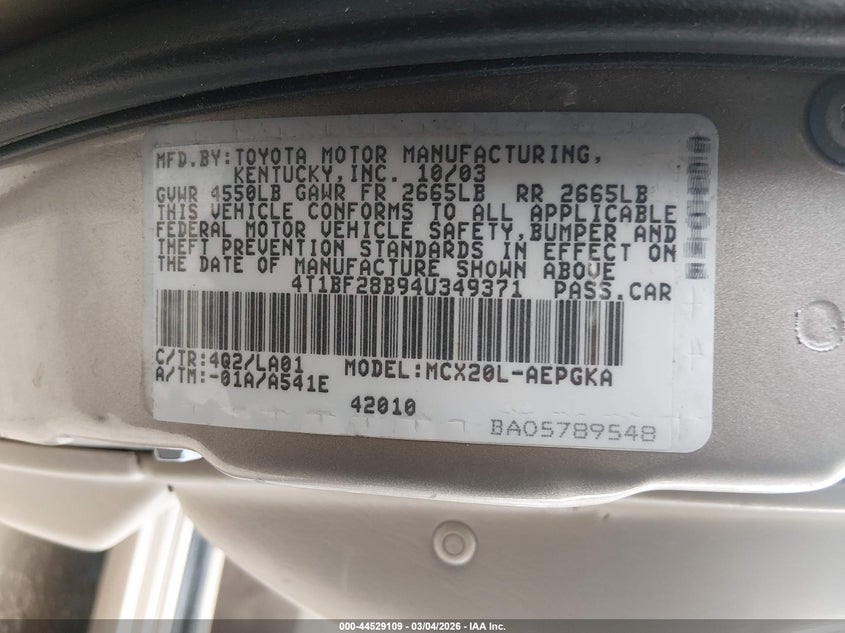 MFD.BY:TOYOTA MOTOR MANUFACTURING,
KENTUCKY,INC. 10/03
GVWR 4550LB GAWR FR 2665LB RR 2665LB
THIS VEHICLE CONFORMS TO ALL APPLICABLE
FEDERAL MOTOR VEHICLE SAFETY,BUMPER AND
THEFT PREVENTION STANDARDS IN EFFECT ON
THE DATE OF MANUFACTURE SHOWN ABOVE
4T1BF28B94U349371 PASS.CAR
C/TR:4Q2/LA01 MODEL:MCX20L-AEPGKA
A/TM:-01A/A541E
42010
BA05789548
000-44529109 - 03/04/2026 - IAA Inc.